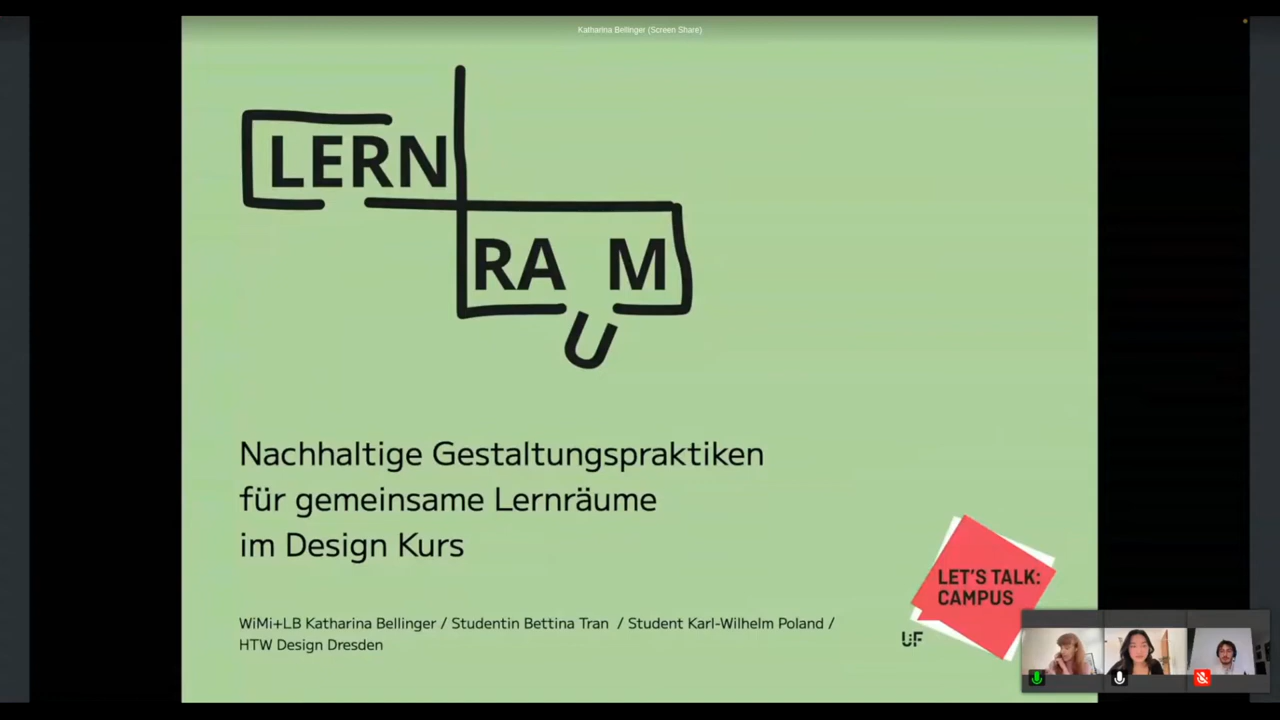 Katharina Bellinger (Screen Share)
LERN
RA M
U
Nachhaltige Gestaltungspraktiken
für gemeinsame Lernräume
im Design Kurs
WiMi+LB Katharina Bellinger / Studentin Bettina Tran / Student Karl-Wilhelm Poland /
HTW Design Dresden
LET'S TALK:
CAMPUS
UF